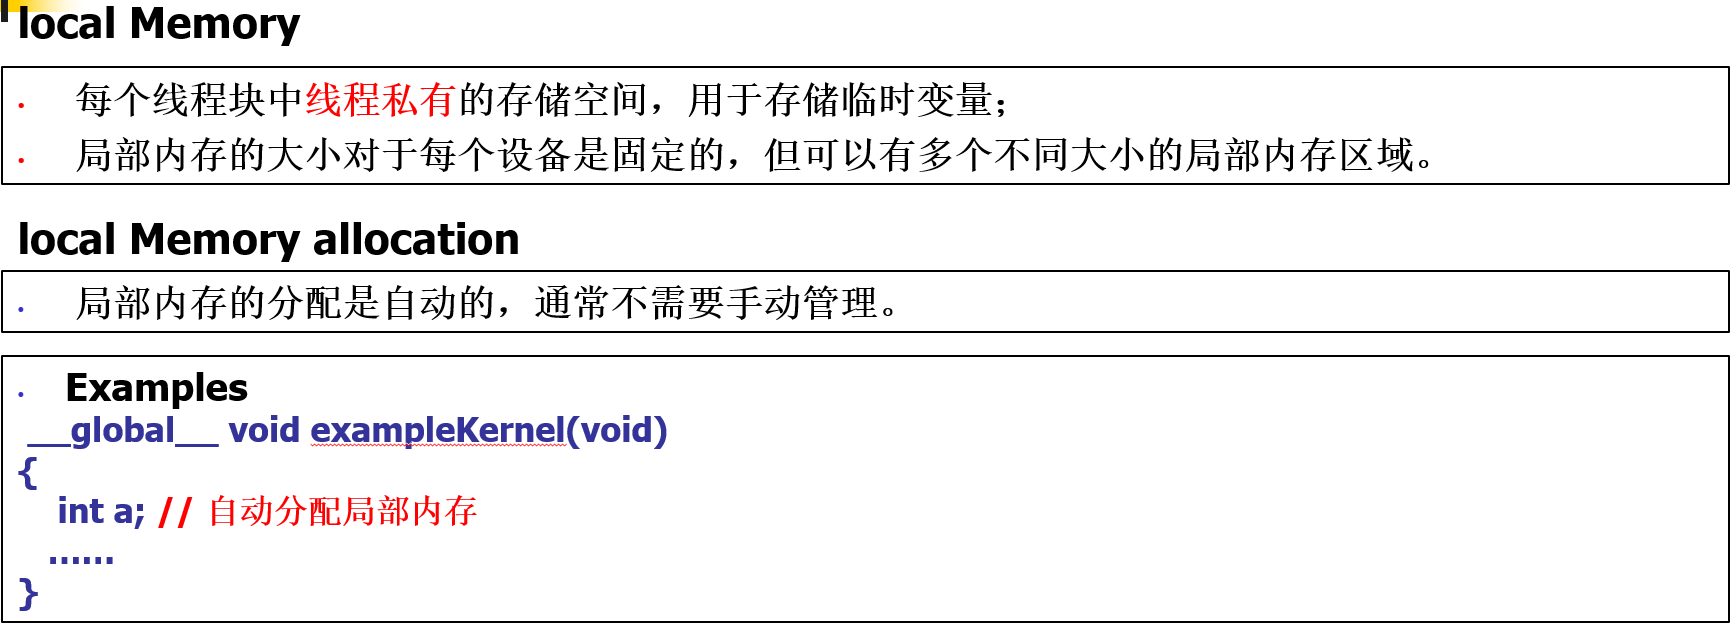 local Memory
• 每个线程块中线程私有的存储空间，用于存储临时变量；
• 局部内存的大小对于每个设备是固定的，但可以有多个不同大小的局部内存区域。
local Memory allocation
• 局部内存的分配是自动的，通常不需要手动管理。
• Examples
__global__ void exampleKernel(void)
{
int a; // 自动分配局部内存
......
}